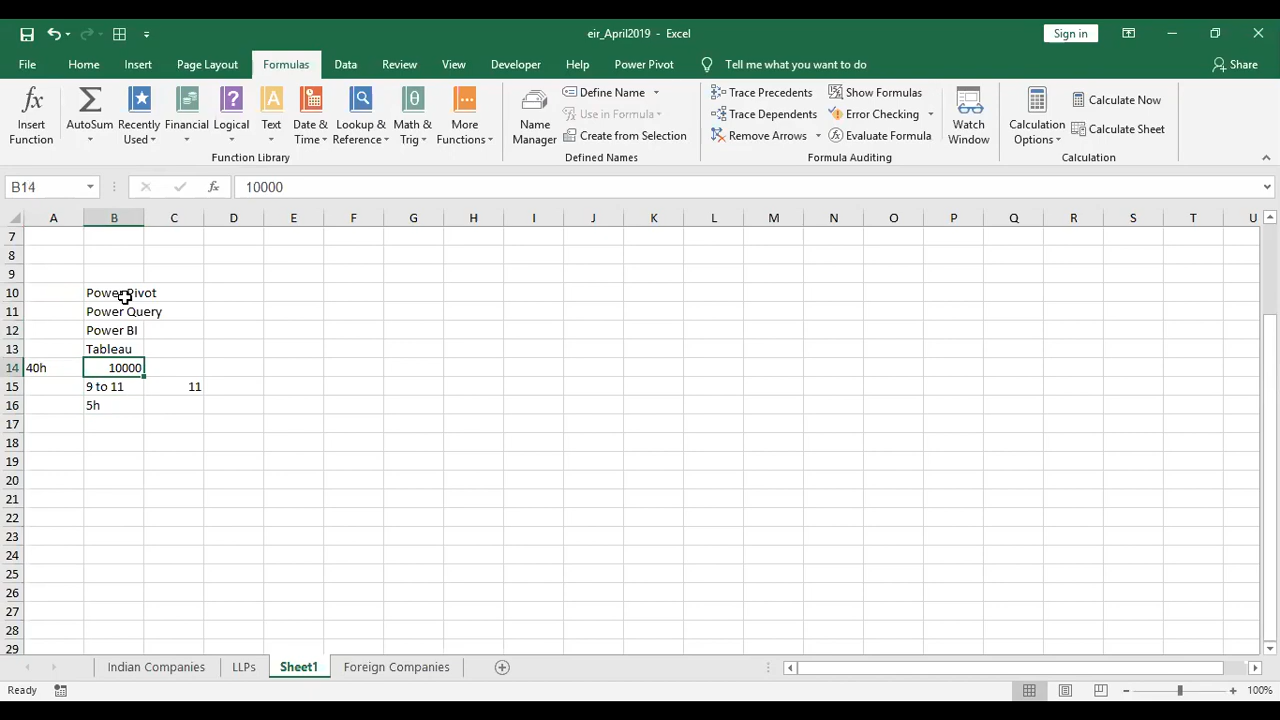 eir_April2019 - Excel
Sign in
File Home Insert Page Layout Formulas Data Review View Developer Help Power Pivot Tell me what you want to do Share
Insert Function
AutoSum
Recently Used
Financial
Logical
Text
Date & Time
Lookup & Reference
Math & Trig
More Functions
Function Library
Name Manager
Define Name
Use in Formula
Create from Selection
Defined Names
Trace Precedents
Trace Dependents
Remove Arrows
Show Formulas
Error Checking
Evaluate Formula
Formula Auditing
Watch Window
Calculation Options
Calculate Now
Calculate Sheet
Calculation
B14 fx 10000
A B C D E F G H I J K L M N O P Q R S T U
7
8
9
10 Power Pivot
11 Power Query
12 Power BI
13 Tableau
14 40h 10000
15 9 to 11 11
16 5h
17
18
19
20
21
22
23
24
25
26
27
28
29
Indian Companies LLPs Sheet1 Foreign Companies
Ready 100%